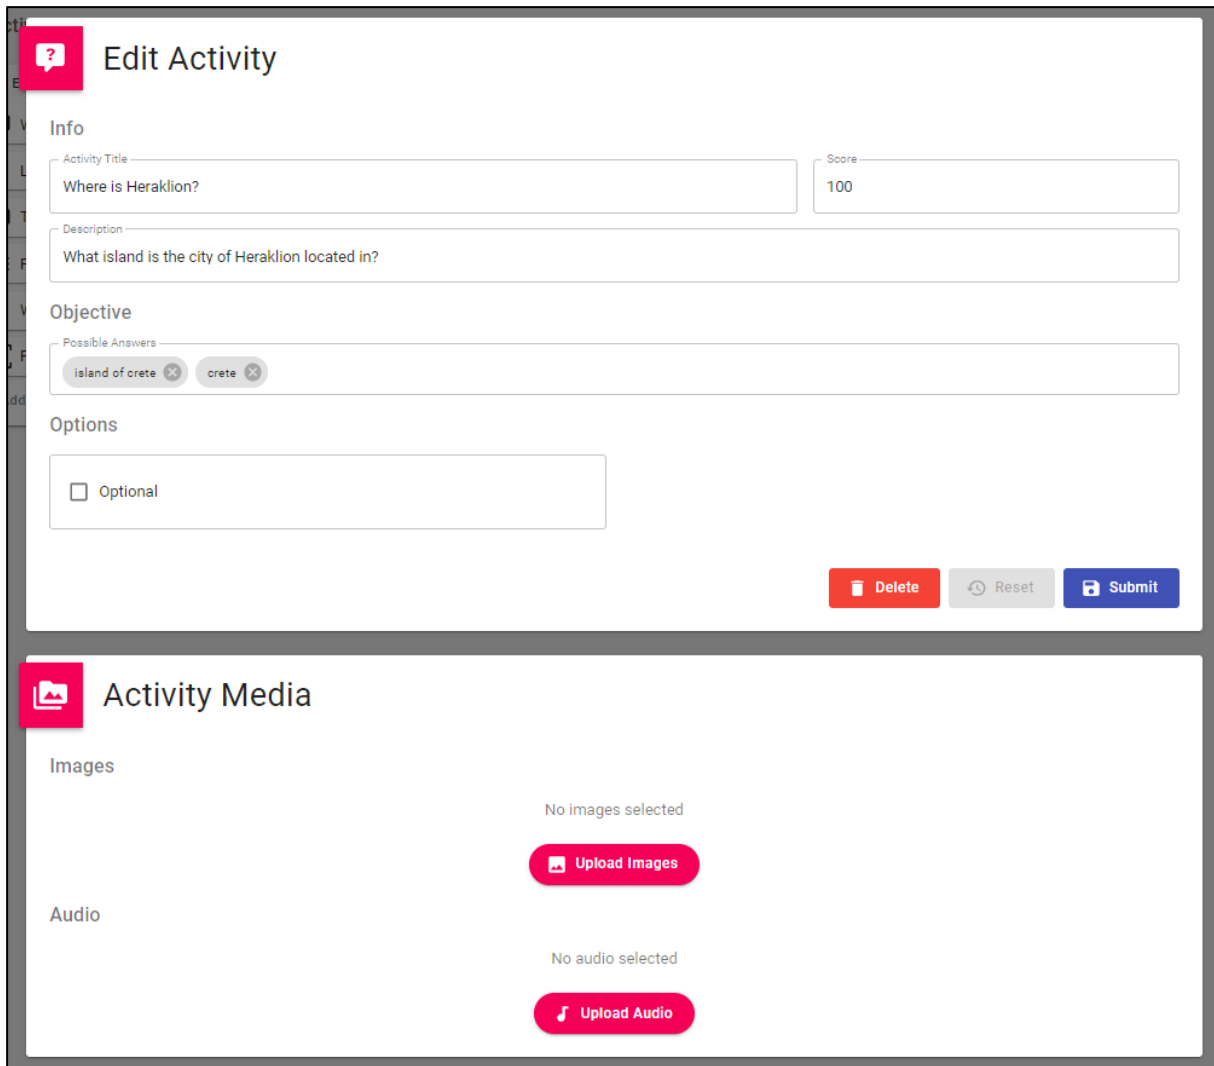 Edit Activity
Info
Activity Title
Score
Where is Heraklion?
100
Description
What island is the city of Heraklion located in?
Objective
Possible Answers
island of crete
crete
Options
Optional
Delete
Reset
Submit
Activity Media
Images
No images selected
Upload Images
Audio
No audio selected
Upload Audio